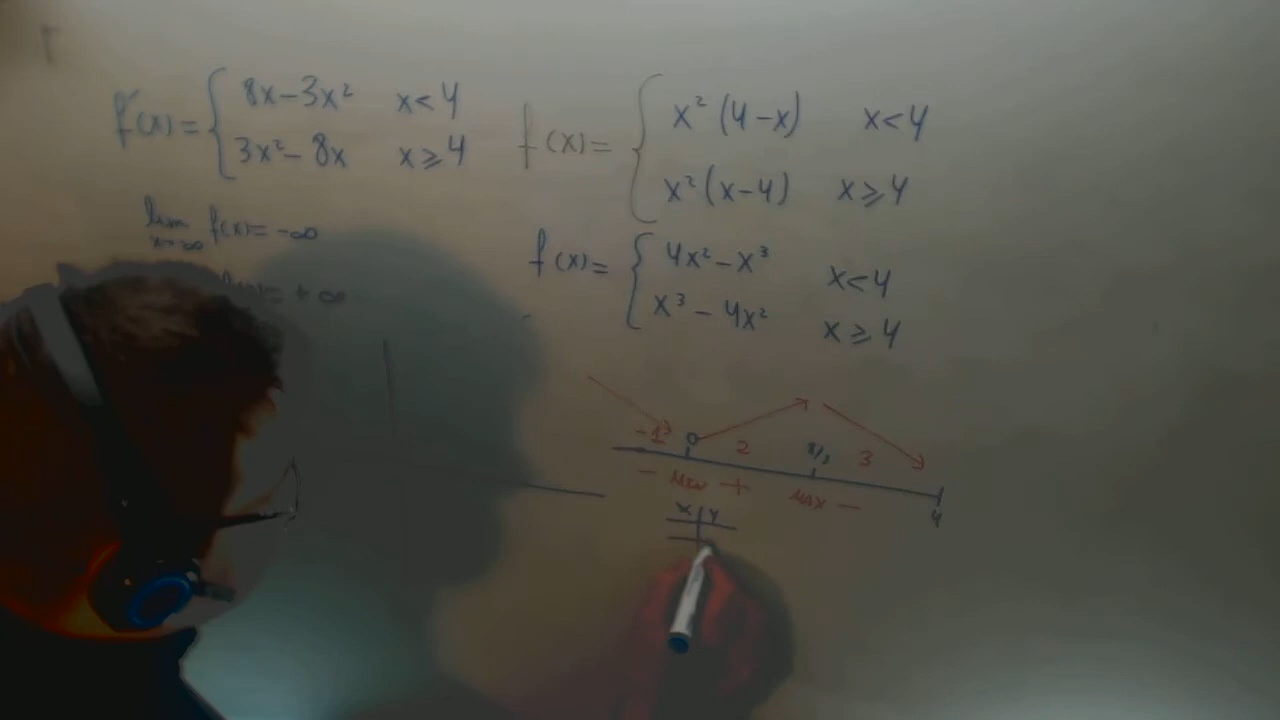 f'(x)= { 8x-3x² x<4
3x²-8x x≥4
lim f(x)=-∞
= +∞
f(x)= { x²(4-x) x<4
x²(x-4) x≥4
f(x)= { 4x²-x³ x<4
x³-4x² x≥4
-1 0 2 8/3 3 4
- MIN + MAX -
x y